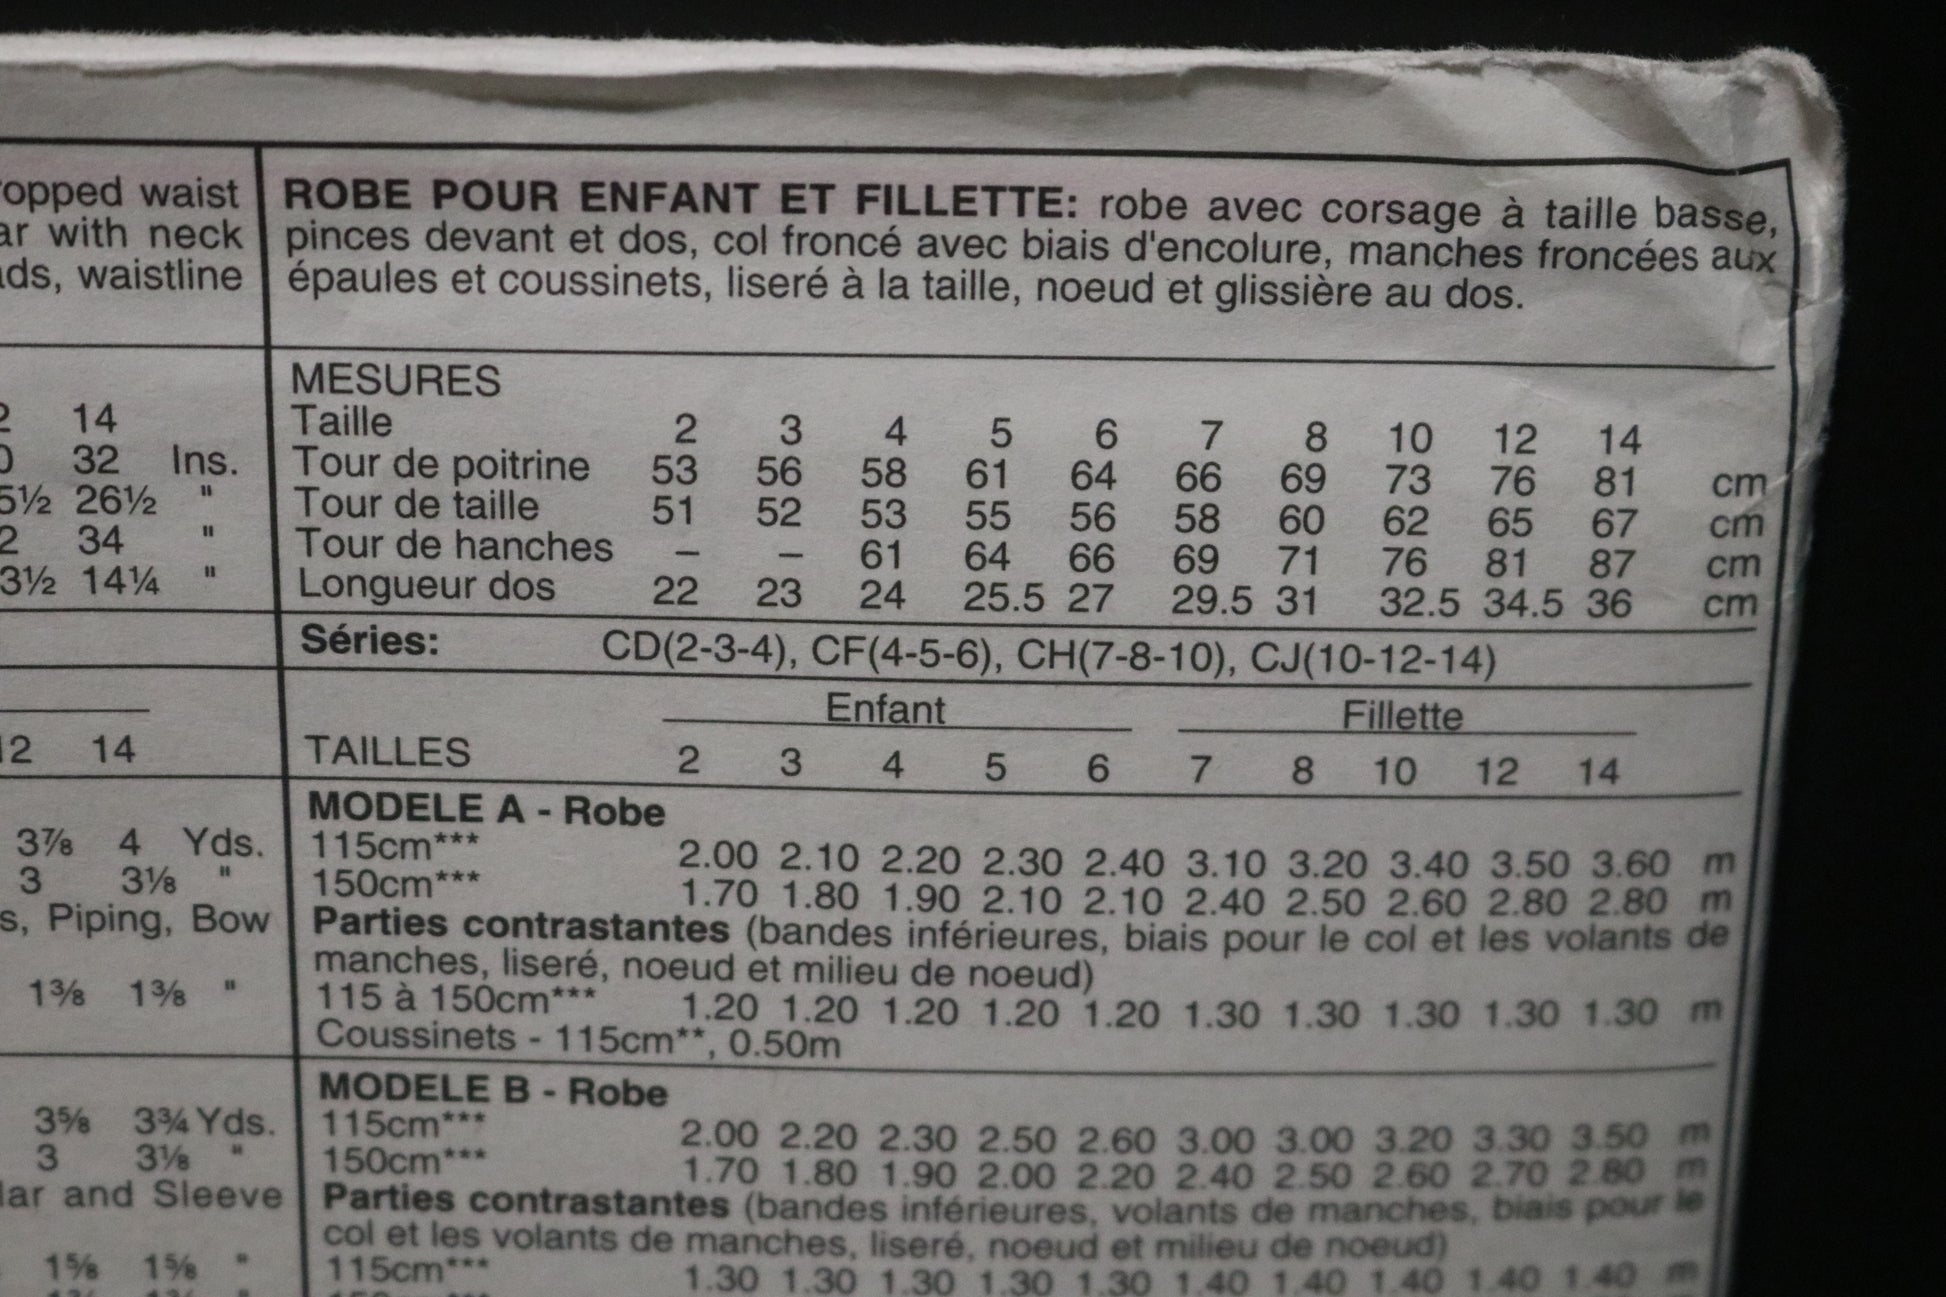 opped waist
ar with neck
ds, waistline
14
32 Ins.
5½ 26½ "
2 34 "
3½ 14¼ "
12 14
3⅞ 4 Yds.
3 3⅛ "
s, Piping, Bow
1⅜ 1⅜ "
3⅝ 3¾ Yds.
3 3⅛ "
lar and Sleeve
1⅝ 1⅝ "
ROBE POUR ENFANT ET FILLETTE: robe avec corsage à taille basse,
pinces devant et dos, col froncé avec biais d'encolure, manches froncées aux
épaules et coussinets, liseré à la taille, noeud et glissière au dos.
MESURES
Taille 2 3 4 5 6 7 8 10 12 14
Tour de poitrine 53 56 58 61 64 66 69 73 76 81 cm
Tour de taille 51 52 53 55 56 58 60 62 65 67 cm
Tour de hanches – – 61 64 66 69 71 76 81 87 cm
Longueur dos 22 23 24 25.5 27 29.5 31 32.5 34.5 36 cm
Séries: CD(2-3-4), CF(4-5-6), CH(7-8-10), CJ(10-12-14)
Enfant Fillette
TAILLES 2 3 4 5 6 7 8 10 12 14
MODELE A - Robe
115cm*** 2.00 2.10 2.20 2.30 2.40 3.10 3.20 3.40 3.50 3.60 m
150cm*** 1.70 1.80 1.90 2.10 2.10 2.40 2.50 2.60 2.80 2.80 m
Parties contrastantes (bandes inférieures, biais pour le col et les volants de
manches, liseré, noeud et milieu de noeud)
115 à 150cm*** 1.20 1.20 1.20 1.20 1.20 1.30 1.30 1.30 1.30 1.30 m
Coussinets - 115cm**, 0.50m
MODELE B - Robe
115cm*** 2.00 2.20 2.30 2.50 2.60 3.00 3.00 3.20 3.30 3.50 m
150cm*** 1.70 1.80 1.90 2.00 2.20 2.40 2.50 2.60 2.70 2.80 m
Parties contrastantes (bandes inférieures, volants de manches, biais pour le
col et les volants de manches, liseré, noeud et milieu de noeud)
115cm*** 1.30 1.30 1.30 1.30 1.30 1.40 1.40 1.40 1.40 1.40 m